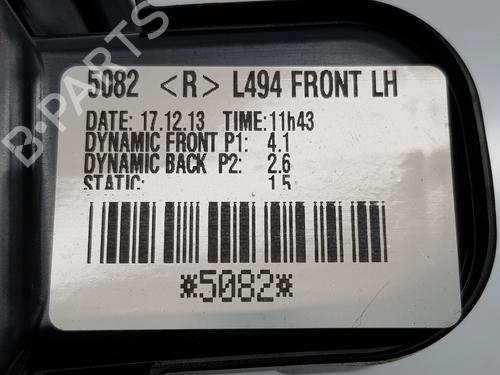 5082 <R> L494 FRONT LH
DATE: 17.12.13 TIME:11h43
DYNAMIC FRONT P1: 4.1
DYNAMIC BACK P2: 2.6
STATIC: 1.5
*5082*
B-PARTS